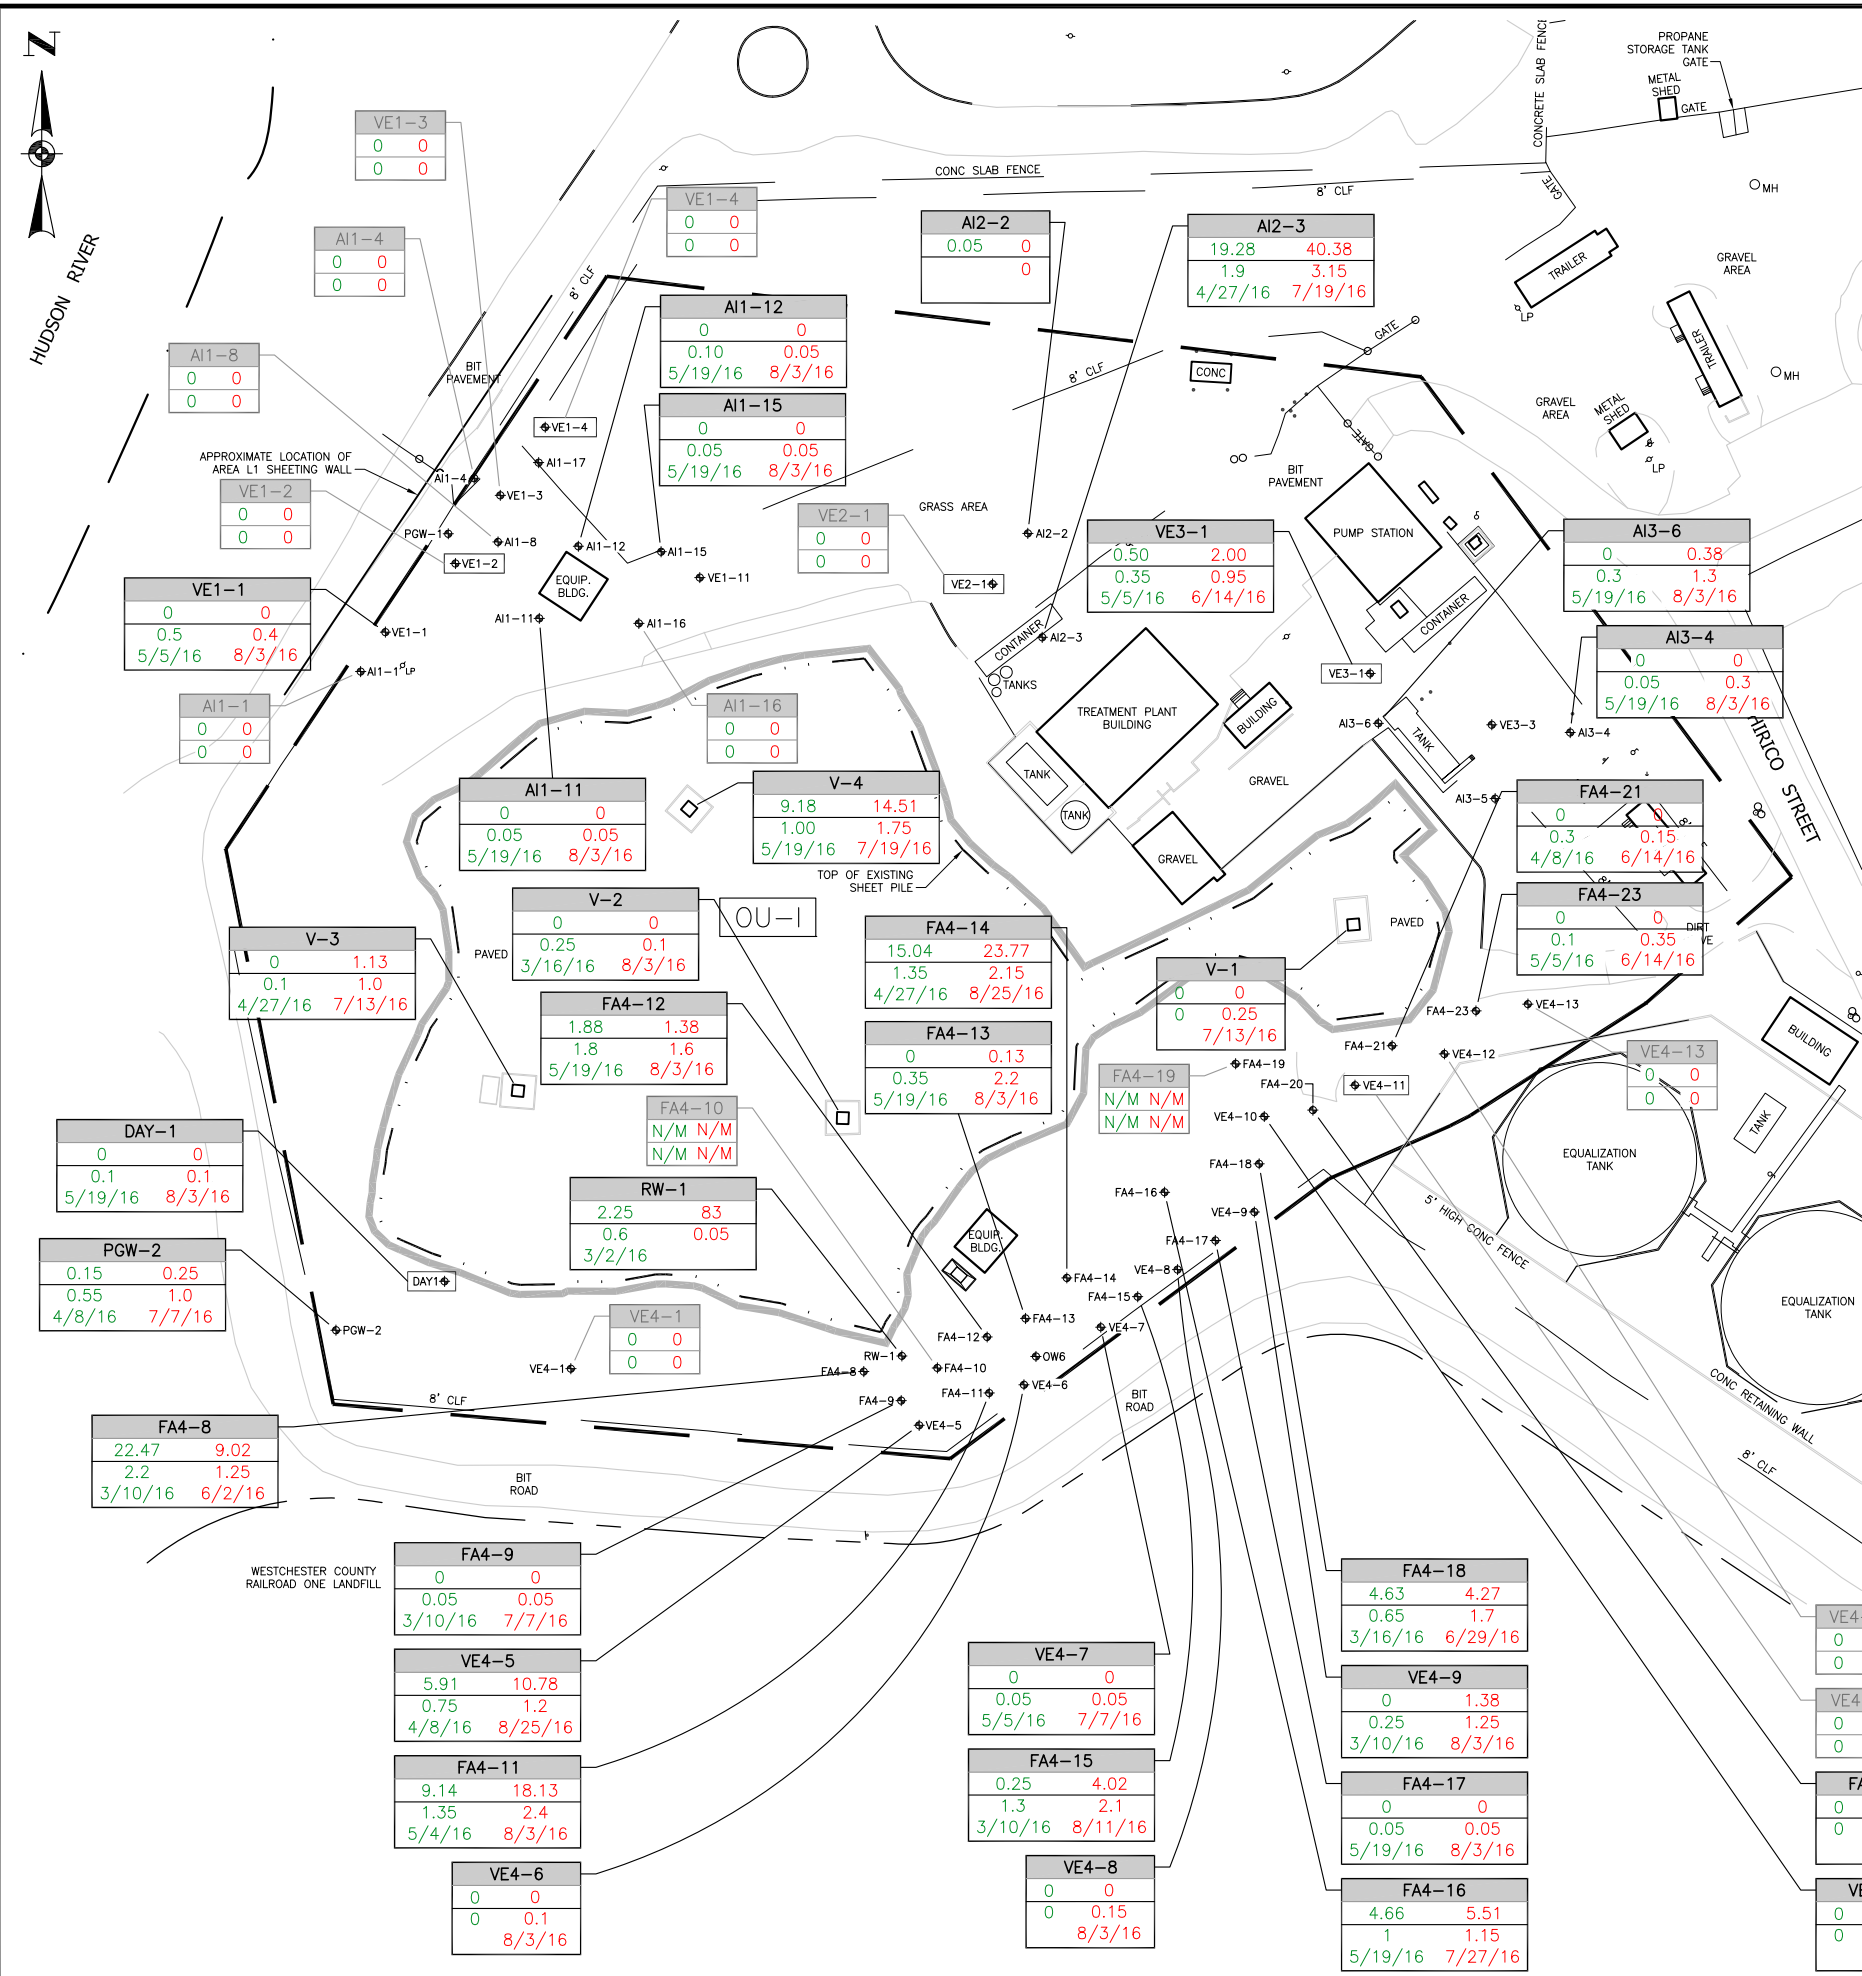 N
HUDSON RIVER
PROPANE
STORAGE TANK
GATE
METAL
SHED
GATE
CONCRETE SLAB FENCE
CONC SLAB FENCE
8' CLF
GATE
MH
VE1-3
0 0
0 0
VE1-4
0 0
0 0
AI1-4
0 0
0 0
AI2-2
0.05 0
0
AI2-3
19.28 40.38
1.9 3.15
4/27/16 7/19/16
TRAILER
LP
GRAVEL
AREA
8' CLF
AI1-12
0 0
0.10 0.05
5/19/16 8/3/16
AI1-8
0 0
0 0
BIT
PAVEMENT
8' CLF
CONC
GATE
TRAILER
MH
GRAVEL
AREA
METAL
SHED
LP
AI1-15
0 0
0.05 0.05
5/19/16 8/3/16
VE1-4
GATE
APPROXIMATE LOCATION OF
AREA L1 SHEETING WALL
AI1-17
AI1-4
VE1-3
BIT
PAVEMENT
VE1-2
0 0
0 0
GRASS AREA
VE2-1
0 0
0 0
PGW-1
AI1-8
AI1-12
AI1-15
AI2-2
VE3-1
0.50 2.00
0.35 0.95
5/5/16 6/14/16
PUMP STATION
AI3-6
0 0.38
0.3 1.3
5/19/16 8/3/16
VE1-2
EQUIP.
BLDG.
VE1-11
VE2-1
VE1-1
0 0
0.5 0.4
5/5/16 8/3/16
CONTAINER
CONTAINER
AI1-11
AI1-16
VE1-1
AI2-3
AI3-4
0 0
0.05 0.3
5/19/16 8/3/16
AI1-1
LP
TANKS
VE3-1
AI1-1
0 0
0 0
AI1-16
0 0
0 0
TREATMENT PLANT
BUILDING
BUILDING
AI3-6
TANK
VE3-3
AI3-4
HIRICO STREET
AI1-11
0 0
0.05 0.05
5/19/16 8/3/16
V-4
9.18 14.51
1.00 1.75
5/19/16 7/19/16
TANK
TANK
GRAVEL
AI3-5
FA4-21
0 0
0.3 0.15
4/8/16 6/14/16
TOP OF EXISTING
SHEET PILE
GRAVEL
V-2
0 0
0.25 0.1
3/16/16 8/3/16
OU-1
FA4-23
0 0
0.1 0.35
5/5/16 6/14/16
DIRT
V-3
0 1.13
0.1 1.0
4/27/16 7/13/16
PAVED
FA4-14
15.04 23.77
1.35 2.15
4/27/16 8/25/16
PAVED
V-1
0 0
0 0.25
7/13/16
FA4-12
1.88 1.38
1.8 1.6
5/19/16 8/3/16
FA4-13
0 0.13
0.35 2.2
5/19/16 8/3/16
FA4-23
VE4-13
FA4-21
VE4-12
BUILDING
VE4-13
0 0
0 0
FA4-19
N/M N/M
N/M N/M
FA4-19
FA4-20
VE4-11
FA4-10
N/M N/M
N/M N/M
VE4-10
TANK
DAY-1
0 0
0.1 0.1
5/19/16 8/3/16
EQUALIZATION
TANK
RW-1
2.25 83
0.6 0.05
3/2/16
FA4-18
FA4-16
VE4-9
5' HIGH CONC FENCE
PGW-2
0.15 0.25
0.55 1.0
4/8/16 7/7/16
EQUIP.
BLDG.
FA4-17
DAY1
FA4-14
VE4-8
FA4-15
EQUALIZATION
TANK
VE4-1
0 0
0 0
PGW-2
FA4-13
VE4-7
FA4-12
RW-1
OW6
VE4-1
FA4-8
FA4-10
VE4-6
FA4-11
FA4-9
BIT
ROAD
CONC RETAINING WALL
8' CLF
VE4-5
FA4-8
22.47 9.02
2.2 1.25
3/10/16 6/2/16
8' CLF
BIT
ROAD
WESTCHESTER COUNTY
RAILROAD ONE LANDFILL
FA4-9
0 0
0.05 0.05
3/10/16 7/7/16
FA4-18
4.63 4.27
0.65 1.7
3/16/16 6/29/16
VE4-
0
0
VE4-5
5.91 10.78
0.75 1.2
4/8/16 8/25/16
VE4-7
0 0
0.05 0.05
5/5/16 7/7/16
VE4-9
0 1.38
0.25 1.25
3/10/16 8/3/16
VE4
0
0
FA4-11
9.14 18.13
1.35 2.4
5/4/16 8/3/16
FA4-15
0.25 4.02
1.3 2.1
3/10/16 8/11/16
FA4-17
0 0
0.05 0.05
5/19/16 8/3/16
FA
0
0
VE4-6
0 0
0 0.1
8/3/16
VE4-8
0 0
0 0.15
8/3/16
FA4-16
4.66 5.51
1 1.15
5/19/16 7/27/16
VE
0
0